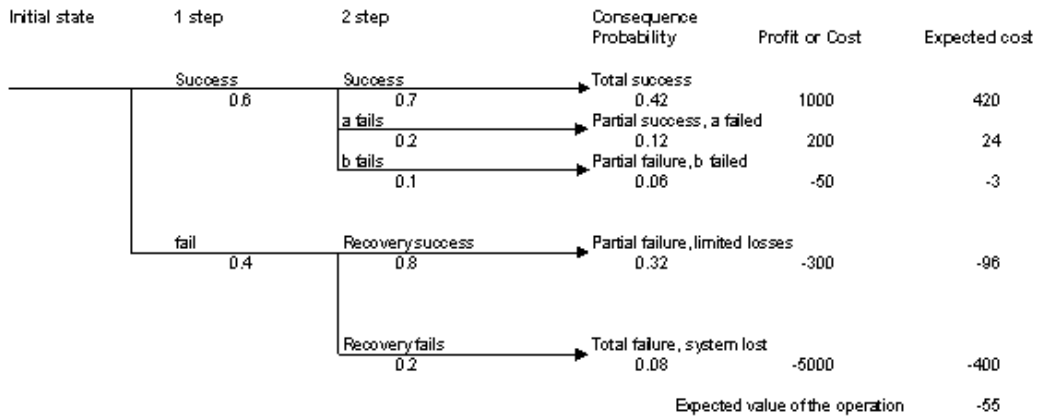 Initial state 1 step 2 step Consequence
Probability Profit or Cost Expected cost
Success Success Total success
0.6 0.7 0.42 1000 420
a fails Partial success, a failed
0.2 0.12 200 24
b fails Partial failure, b failed
0.1 0.06 -50 -3
fail Recovery success Partial failure, limited losses
0.4 0.8 0.32 -300 -96
Recovery fails Total failure, system lost
0.2 0.08 -5000 -400
Expected value of the operation -55